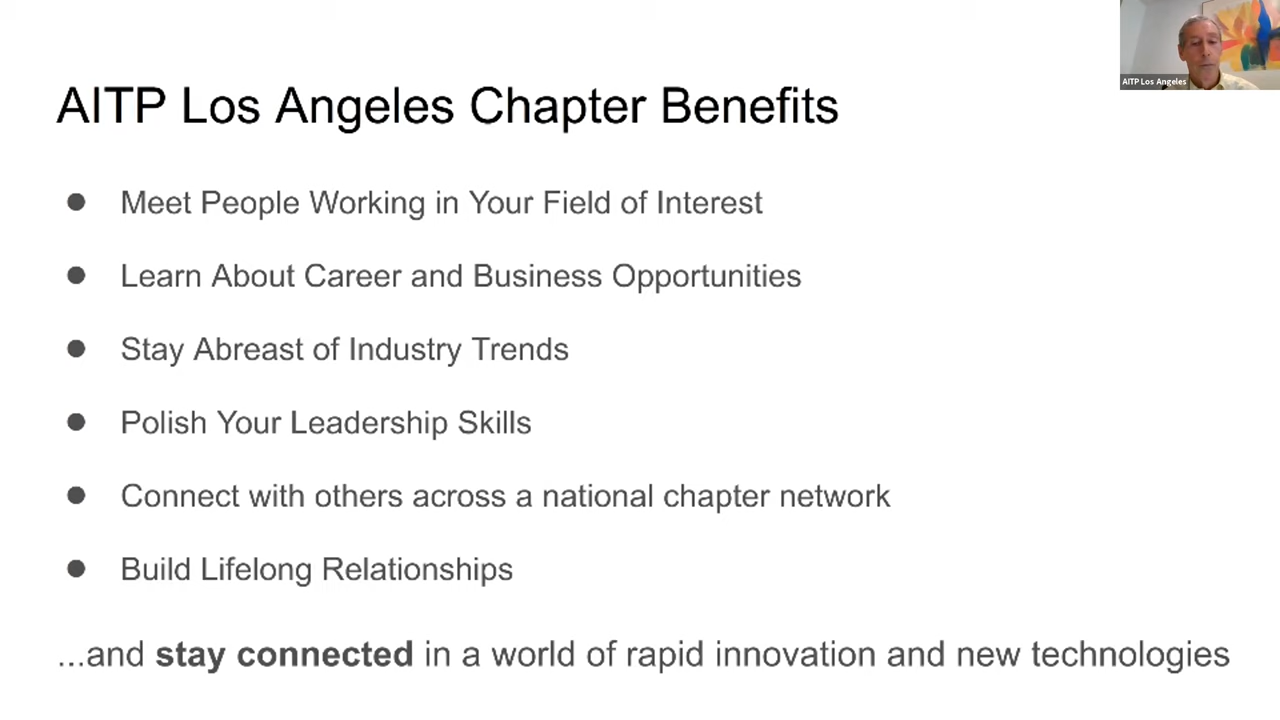 AITP Los Angeles
AITP Los Angeles Chapter Benefits
● Meet People Working in Your Field of Interest
● Learn About Career and Business Opportunities
● Stay Abreast of Industry Trends
● Polish Your Leadership Skills
● Connect with others across a national chapter network
● Build Lifelong Relationships
...and stay connected in a world of rapid innovation and new technologies